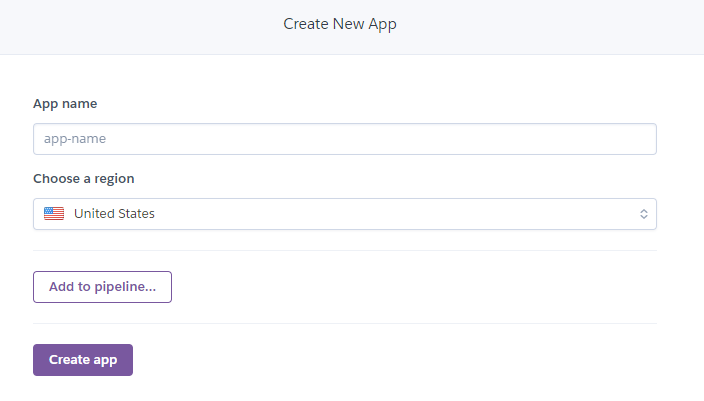 Create New App
App name
app-name
Choose a region
United States
Add to pipeline...
Create app